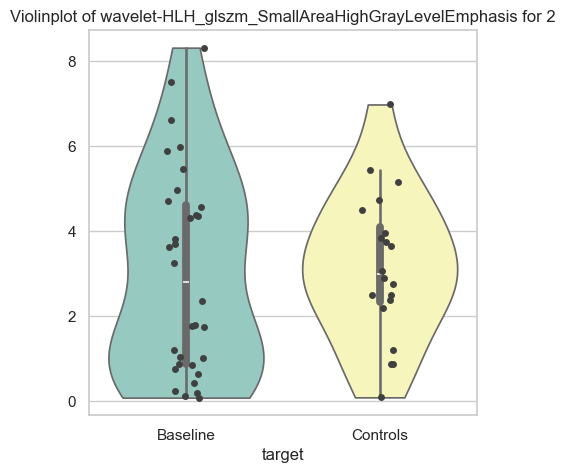 Violinplot of wavelet-HLH_glszm_SmallAreaHighGrayLevelEmphasis for 2
8
6
4
2
0
Baseline Controls
target